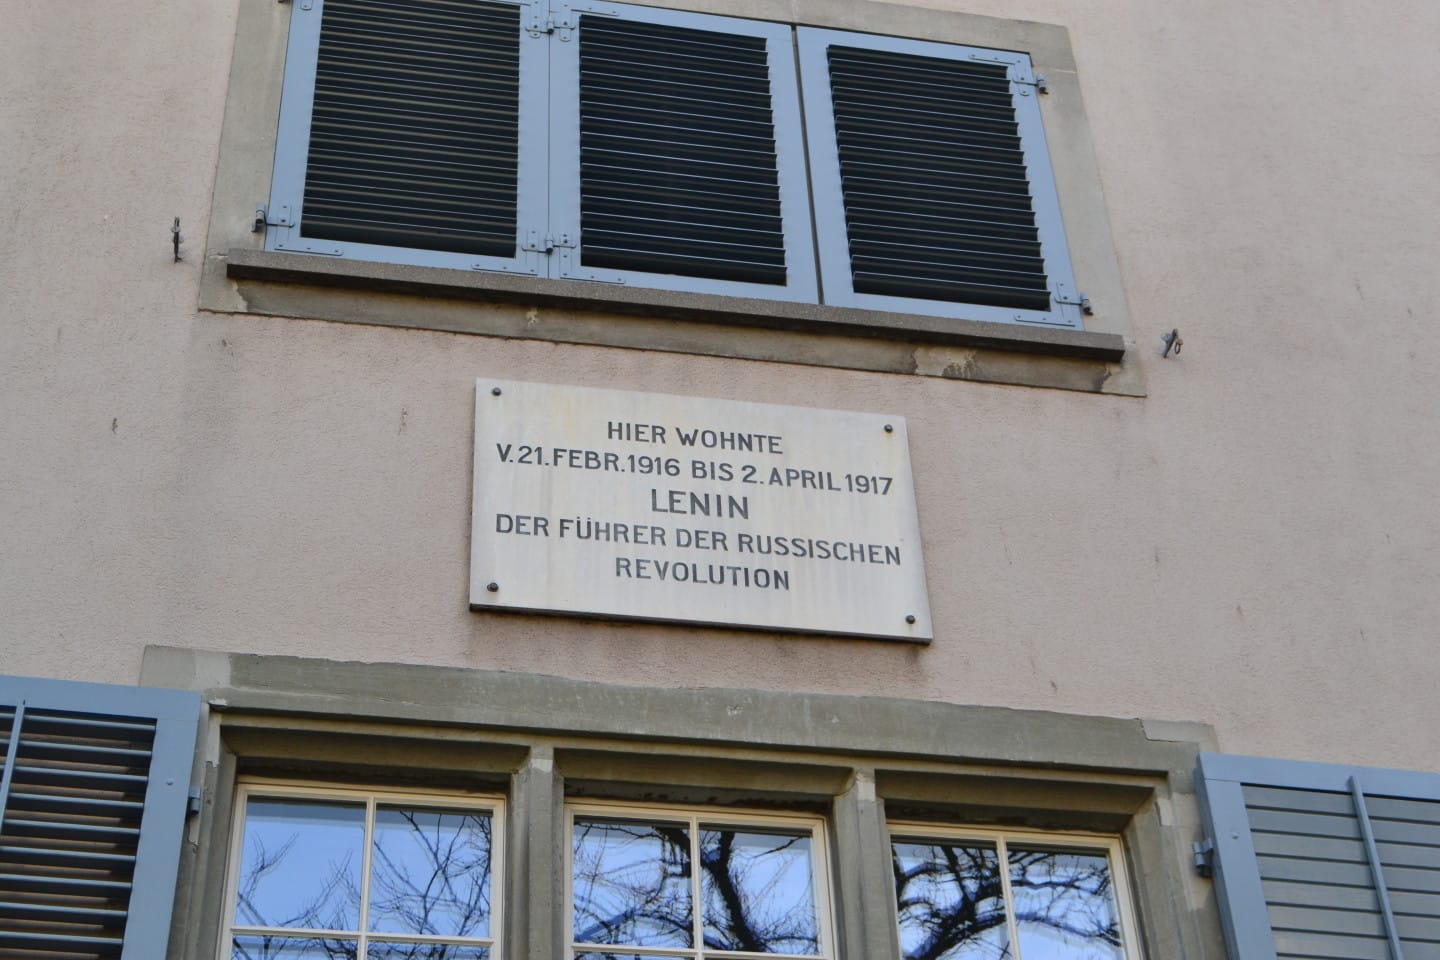 HIER WOHNTE
V. 21. FEBR. 1916 BIS 2. APRIL 1917
LENIN
DER FÜHRER DER RUSSISCHEN
REVOLUTION